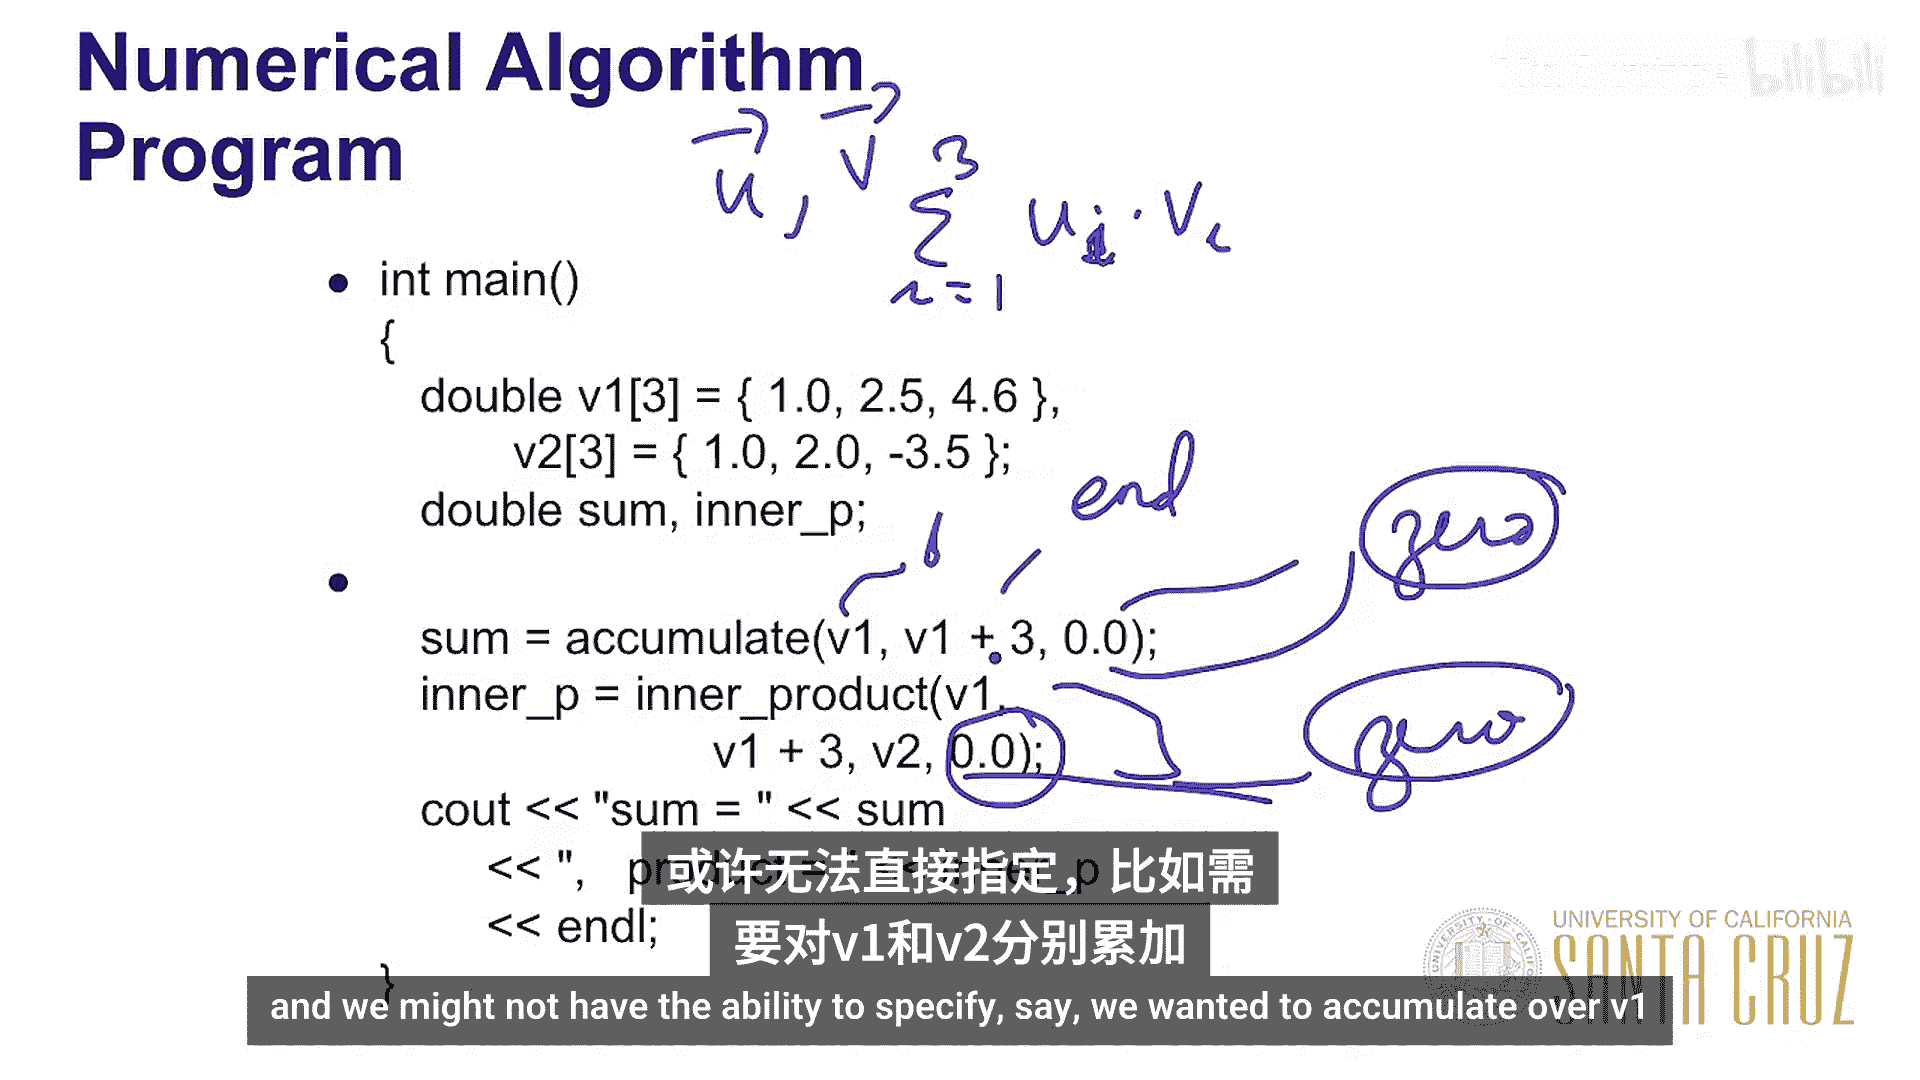 Numerical Algorithm
Program
bilibili
u, v
3
Σ u_i · v_i
i=1
• int main()
{
double v1[3] = { 1.0, 2.5, 4.6 },
v2[3] = { 1.0, 2.0, -3.5 };
double sum, inner_p;
end
zero
b
•
sum = accumulate(v1, v1 + 3, 0.0);
inner_p = inner_product(v1,
zero
v1 + 3, v2, 0.0);
cout << "sum = " << sum
<< ", product = " << inner_p
<< endl;
}
或许无法直接指定，比如需
要对v1和v2分别累加
and we might not have the ability to specify, say, we wanted to accumulate over v1
UNIVERSITY OF CALIFORNIA
SANTA CRUZ